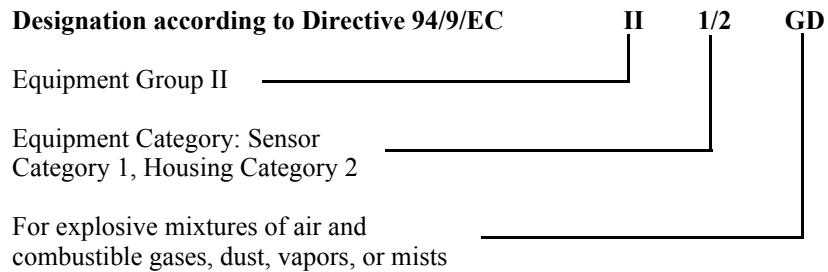 Designation according to Directive 94/9/EC II 1/2 GD
Equipment Group II
Equipment Category: Sensor
Category 1, Housing Category 2
For explosive mixtures of air and
combustible gases, dust, vapors, or mists